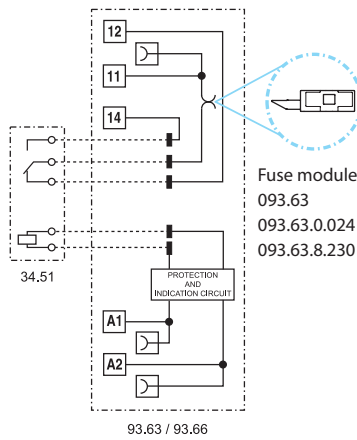 12
11
14
Fuse module
093.63
093.63.0.024
093.63.8.230
34.51
PROTECTION
AND
INDICATION CIRCUIT
A1
A2
93.63 / 93.66